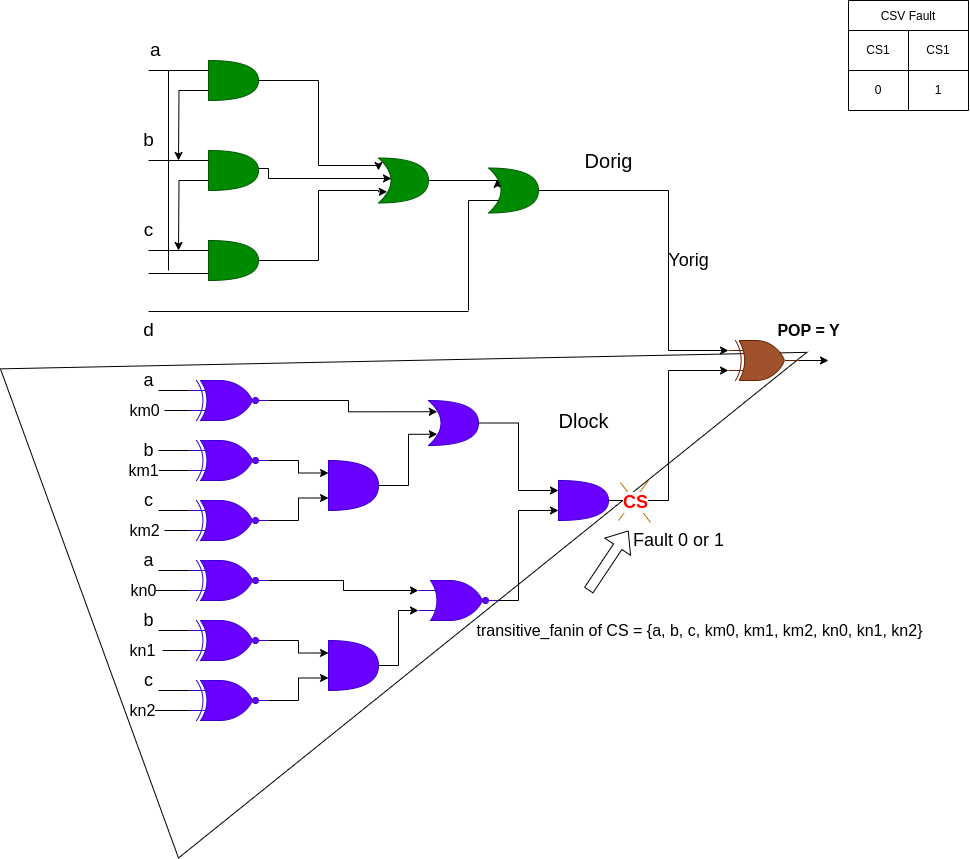 CSV Fault
CS1 CS1
0 1
a
b
c
d
Dorig
Yorig
POP = Y
a
km0
b
km1
c
km2
a
kn0
b
kn1
c
kn2
Dlock
CS
Fault 0 or 1
transitive_fanin of CS = {a, b, c, km0, km1, km2, kn0, kn1, kn2}